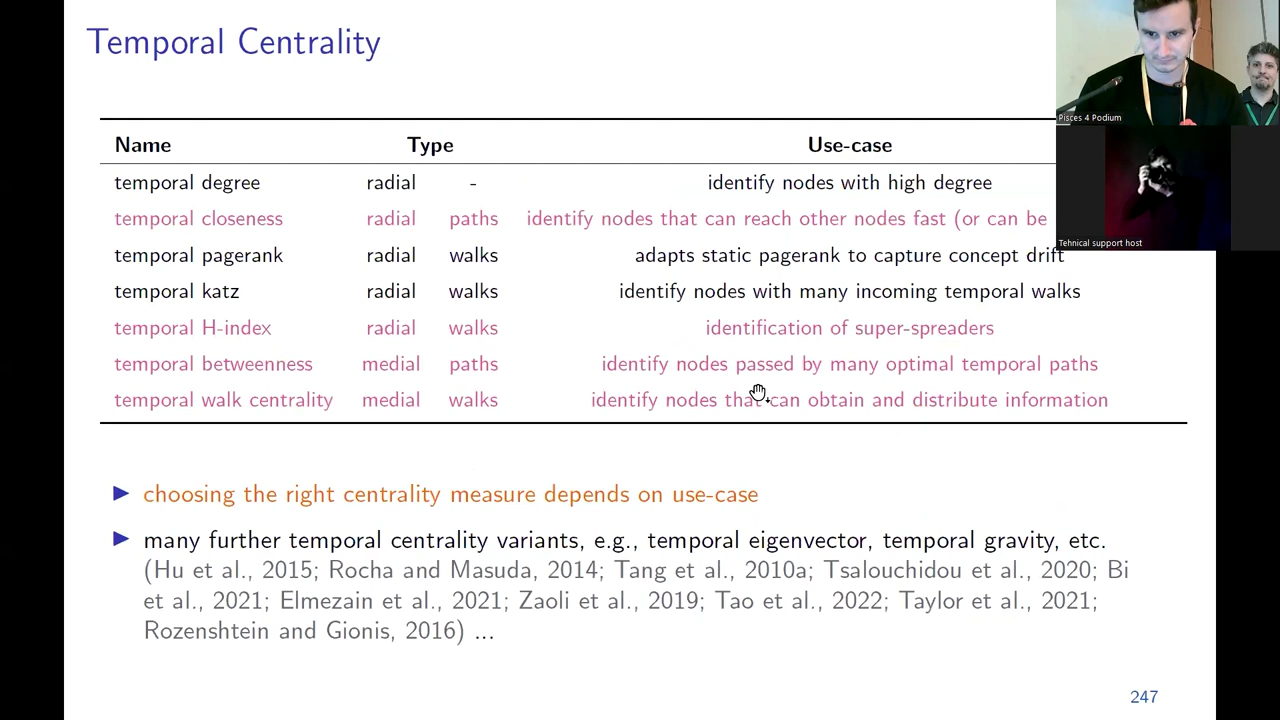 Temporal Centrality
Name Type Use-case
temporal degree radial - identify nodes with high degree
temporal closeness radial paths identify nodes that can reach other nodes fast (or can be
temporal pagerank radial walks adapts static pagerank to capture concept drift
temporal katz radial walks identify nodes with many incoming temporal walks
temporal H-index radial walks identification of super-spreaders
temporal betweenness medial paths identify nodes passed by many optimal temporal paths
temporal walk centrality medial walks identify nodes that can obtain and distribute information
▶ choosing the right centrality measure depends on use-case
▶ many further temporal centrality variants, e.g., temporal eigenvector, temporal gravity, etc.
(Hu et al., 2015; Rocha and Masuda, 2014; Tang et al., 2010a; Tsalouchidou et al., 2020; Bi
et al., 2021; Elmezain et al., 2021; Zaoli et al., 2019; Tao et al., 2022; Taylor et al., 2021;
Rozenshtein and Gionis, 2016) ...
247
Pisces 4 Podium
Tehnical support host